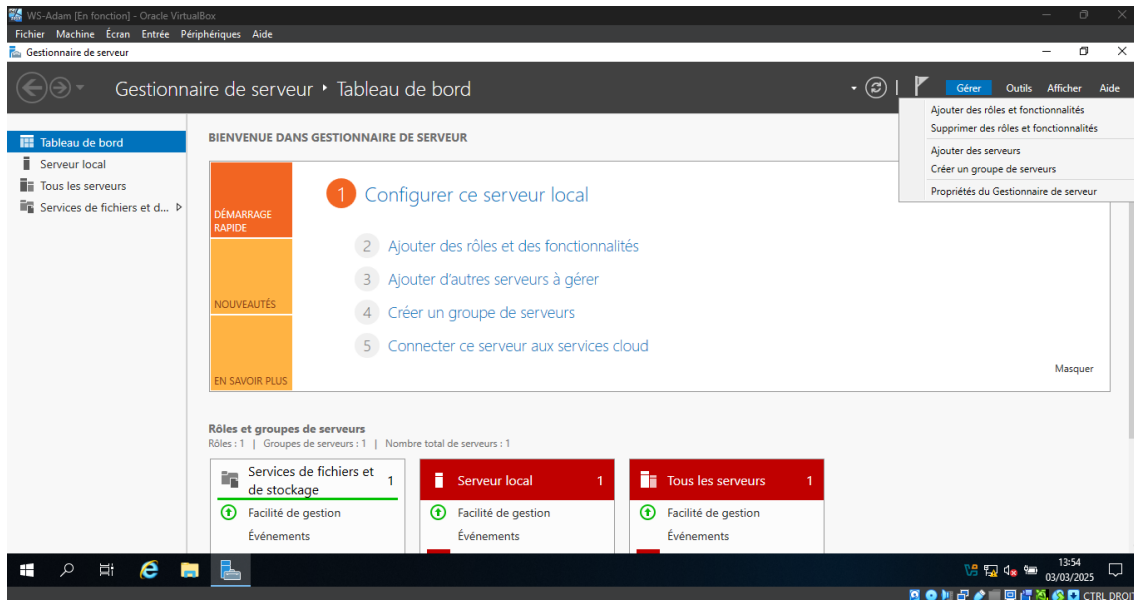 WS-Adam [En fonction] - Oracle VirtualBox
Fichier Machine Écran Entrée Périphériques Aide
Gestionnaire de serveur
Gestionnaire de serveur ‣ Tableau de bord
Gérer Outils Afficher Aide
Ajouter des rôles et fonctionnalités
Supprimer des rôles et fonctionnalités
Ajouter des serveurs
Créer un groupe de serveurs
Propriétés du Gestionnaire de serveur
Tableau de bord
Serveur local
Tous les serveurs
Services de fichiers et d...
BIENVENUE DANS GESTIONNAIRE DE SERVEUR
DÉMARRAGE
RAPIDE
NOUVEAUTÉS
EN SAVOIR PLUS
1 Configurer ce serveur local
2 Ajouter des rôles et des fonctionnalités
3 Ajouter d'autres serveurs à gérer
4 Créer un groupe de serveurs
5 Connecter ce serveur aux services cloud
Masquer
Rôles et groupes de serveurs
Rôles : 1 | Groupes de serveurs : 1 | Nombre total de serveurs : 1
Services de fichiers et
de stockage
1
Facilité de gestion
Événements
Serveur local 1
Facilité de gestion
Événements
Tous les serveurs 1
Facilité de gestion
Événements
13:54
03/03/2025
CTRL DROIT